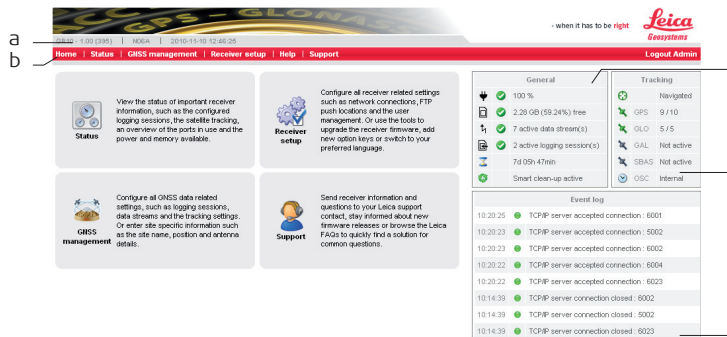 GPS - GLONAS
- when it has to be right
Leica
Geosystems
a
GR10 - 1.00 (395) | NO6A | 2010-11-10 12:46:25
b
Home | Status | GNSS management | Receiver setup | Help | Support
Logout Admin
Status
View the status of important receiver
information, such as the configured
logging sessions, the satellite tracking,
an overview of the ports in use and the
power and memory available.
Receiver
setup
Configure all receiver related settings
such as network connections, FTP
push locations and the user
management. Or use the tools to
upgrade the receiver firmware, add
new option keys or switch to your
preferred language.
GNSS
management
Configure all GNSS data related
settings, such as logging sessions,
data streams and the tracking settings.
Or enter site specific information such
as the site name, position and antenna
details.
Support
Send receiver information and
questions to your Leica support
contact, stay informed about new
firmware releases or browse the Leica
FAQs to quickly find a solution for
common questions.
General
100 %
2.28 GB (59.24%) free
7 active data stream(s)
2 active logging session(s)
7d 05h 47min
Smart clean-up active
Tracking
Navigated
GPS 9 / 10
GLO 5 / 5
GAL Not active
SBAS Not active
OSC Internal
Event log
10:20:25 TCP/IP server accepted connection : 6001
10:20:23 TCP/IP server accepted connection : 5002
10:20:23 TCP/IP server accepted connection : 6002
10:20:22 TCP/IP server accepted connection : 6004
10:20:22 TCP/IP server accepted connection : 6023
10:14:39 TCP/IP server connection closed : 6002
10:14:39 TCP/IP server connection closed : 5002
10:14:39 TCP/IP server connection closed : 6023